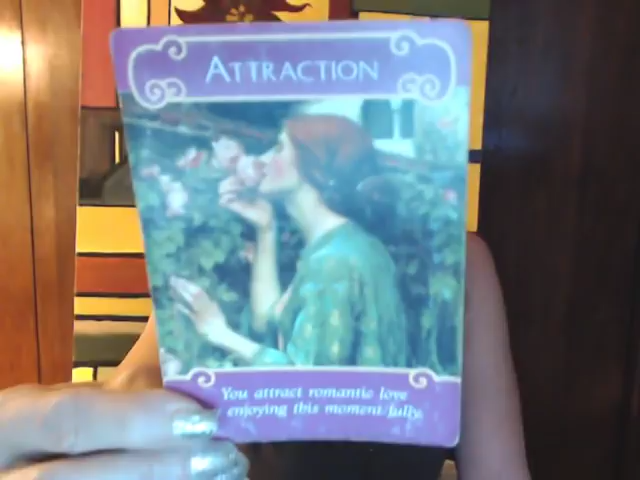 ATTRACTION
You attract romantic love
enjoying this moment fully.